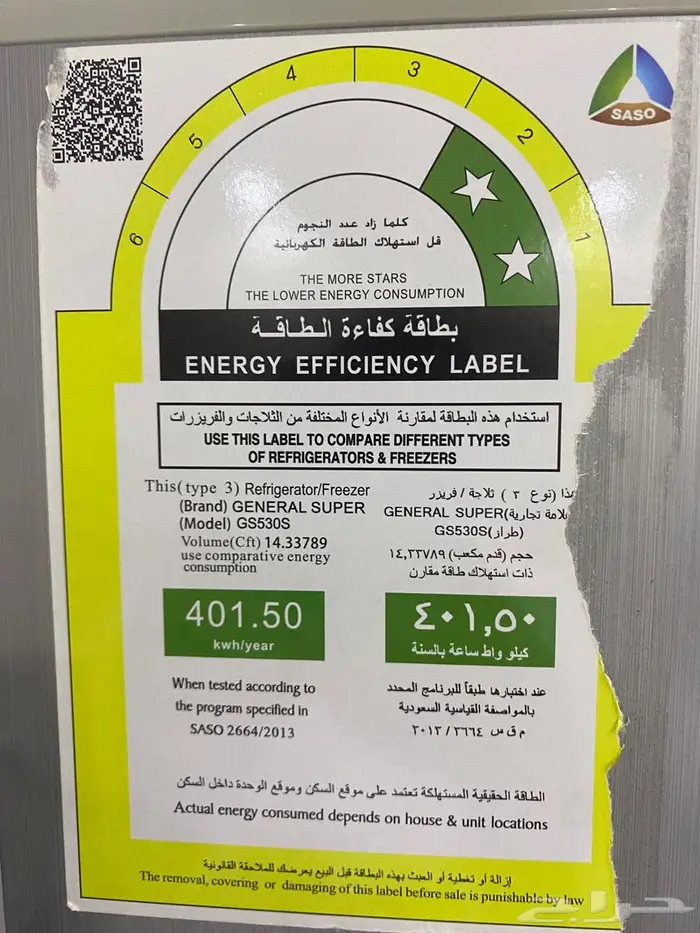 6
5
4
3
2
1
SASO
كلما زاد عدد النجوم
قل استهلاك الطاقة الكهربائية
THE MORE STARS
THE LOWER ENERGY CONSUMPTION
بطاقة كفاءة الطاقة
ENERGY EFFICIENCY LABEL
استخدام هذه البطاقة لمقارنة الأنواع المختلفة من الثلاجات والفريزرات
USE THIS LABEL TO COMPARE DIFFERENT TYPES
OF REFRIGERATORS & FREEZERS
This(type 3) Refrigerator/Freezer
(Brand) GENERAL SUPER
(Model) GS530S
Volume(Cft) 14.33789
use comparative energy
consumption
(نوع ٣) ثلاجة / فريزر
تجارية)GENERAL SUPER
(طراز)GS530S
حجم (قدم مكعب) ١٤,٣٣٧٨٩
ذات استهلاك طاقة مقارن
401.50
kwh/year
٤٠١,٥٠
كيلو واط ساعة بالسنة
When tested according to
the program specified in
SASO 2664/2013
عند اختبارها طبقاً للبرنامج المحدد
بالمواصفة القياسية السعودية
م ق س ٢٦٦٤ / ٢٠١٣
الطاقة الحقيقية المستهلكة تعتمد على موقع السكن وموقع الوحدة داخل السكن
Actual energy consumed depends on house & unit locations
إزالة أو تغطية أو العبث بهذه البطاقة قبل البيع يعرضك للملاحقة القانونية
The removal, covering or damaging of this label before sale is punishable by law
حراج